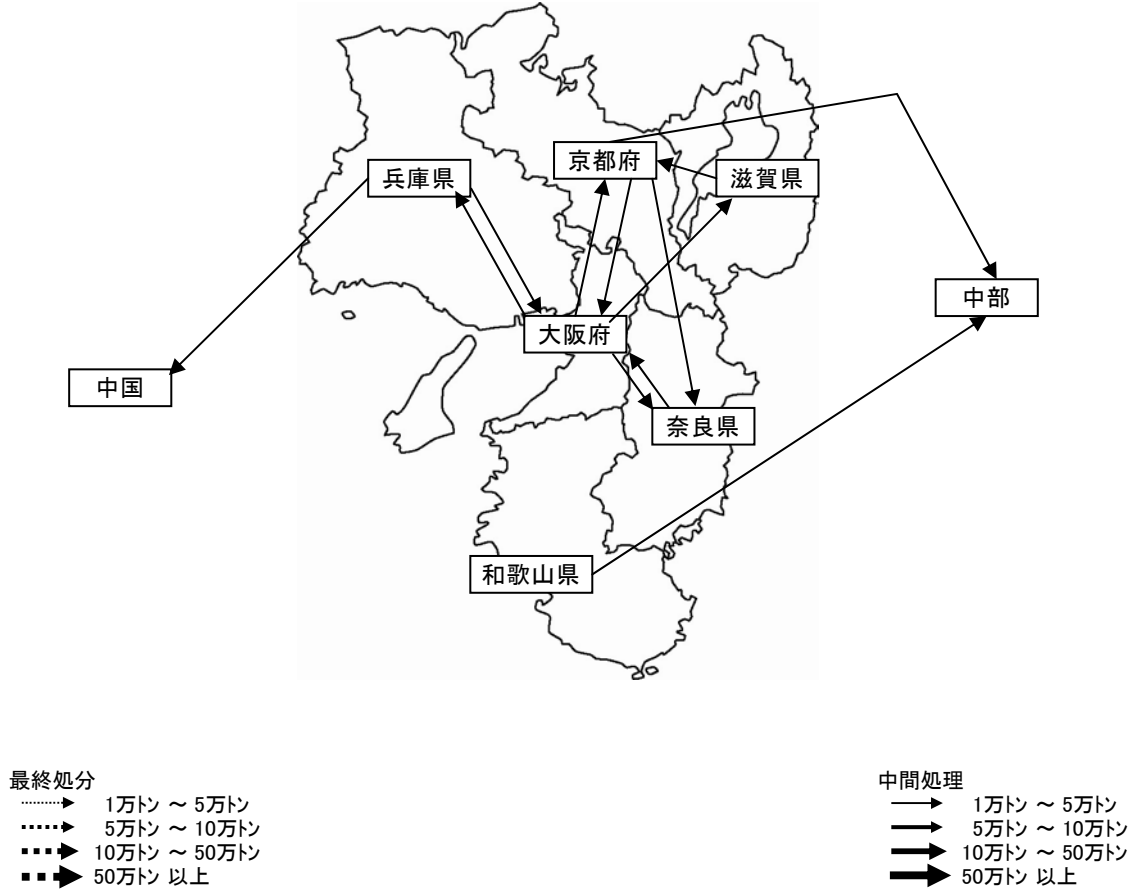 京都府
兵庫県
滋賀県
中部
大阪府
中国
奈良県
和歌山県
最終処分
1万トン ～ 5万トン
5万トン ～ 10万トン
10万トン ～ 50万トン
50万トン 以上
中間処理
1万トン ～ 5万トン
5万トン ～ 10万トン
10万トン ～ 50万トン
50万トン 以上